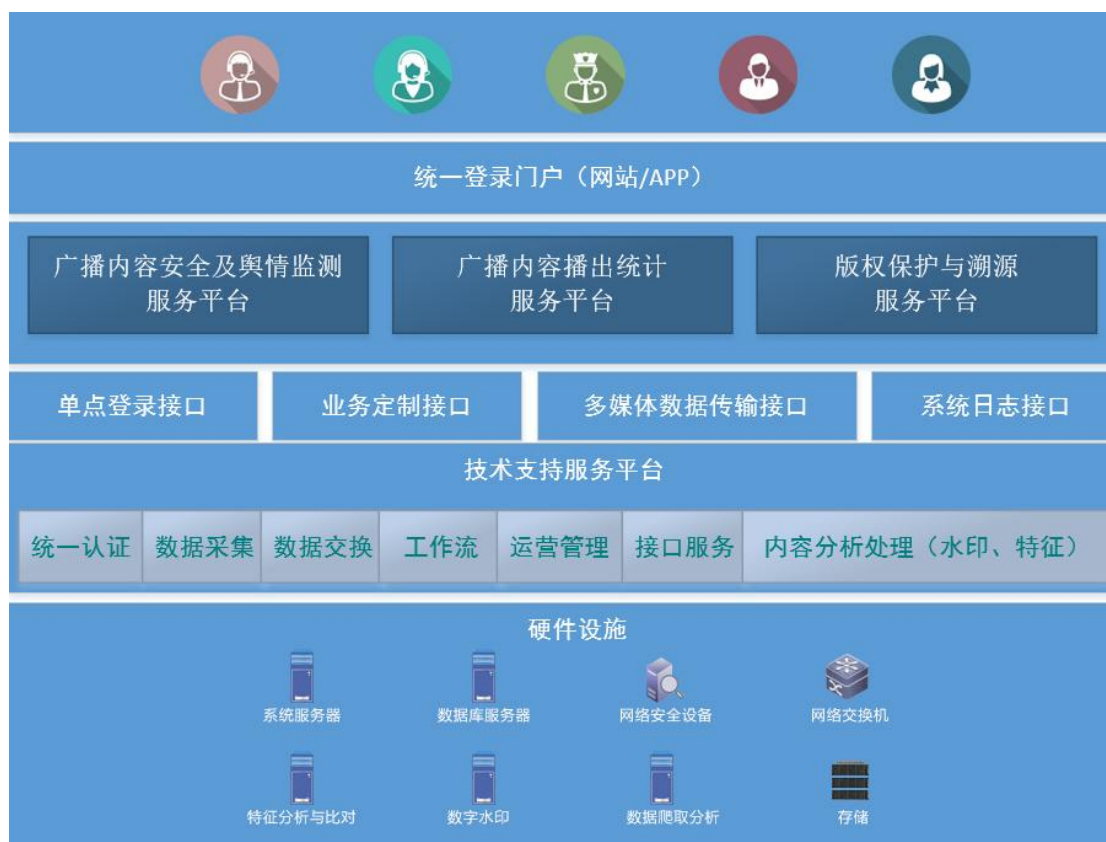 统一登录门户（网站/APP）
广播内容安全及舆情监测
服务平台
广播内容播出统计
服务平台
版权保护与溯源
服务平台
单点登录接口
业务定制接口
多媒体数据传输接口
系统日志接口
技术支持服务平台
统一认证
数据采集
数据交换
工作流
运营管理
接口服务
内容分析处理（水印、特征）
硬件设施
系统服务器
数据库服务器
网络安全设备
网络交换机
特征分析与比对
数字水印
数据爬取分析
存储